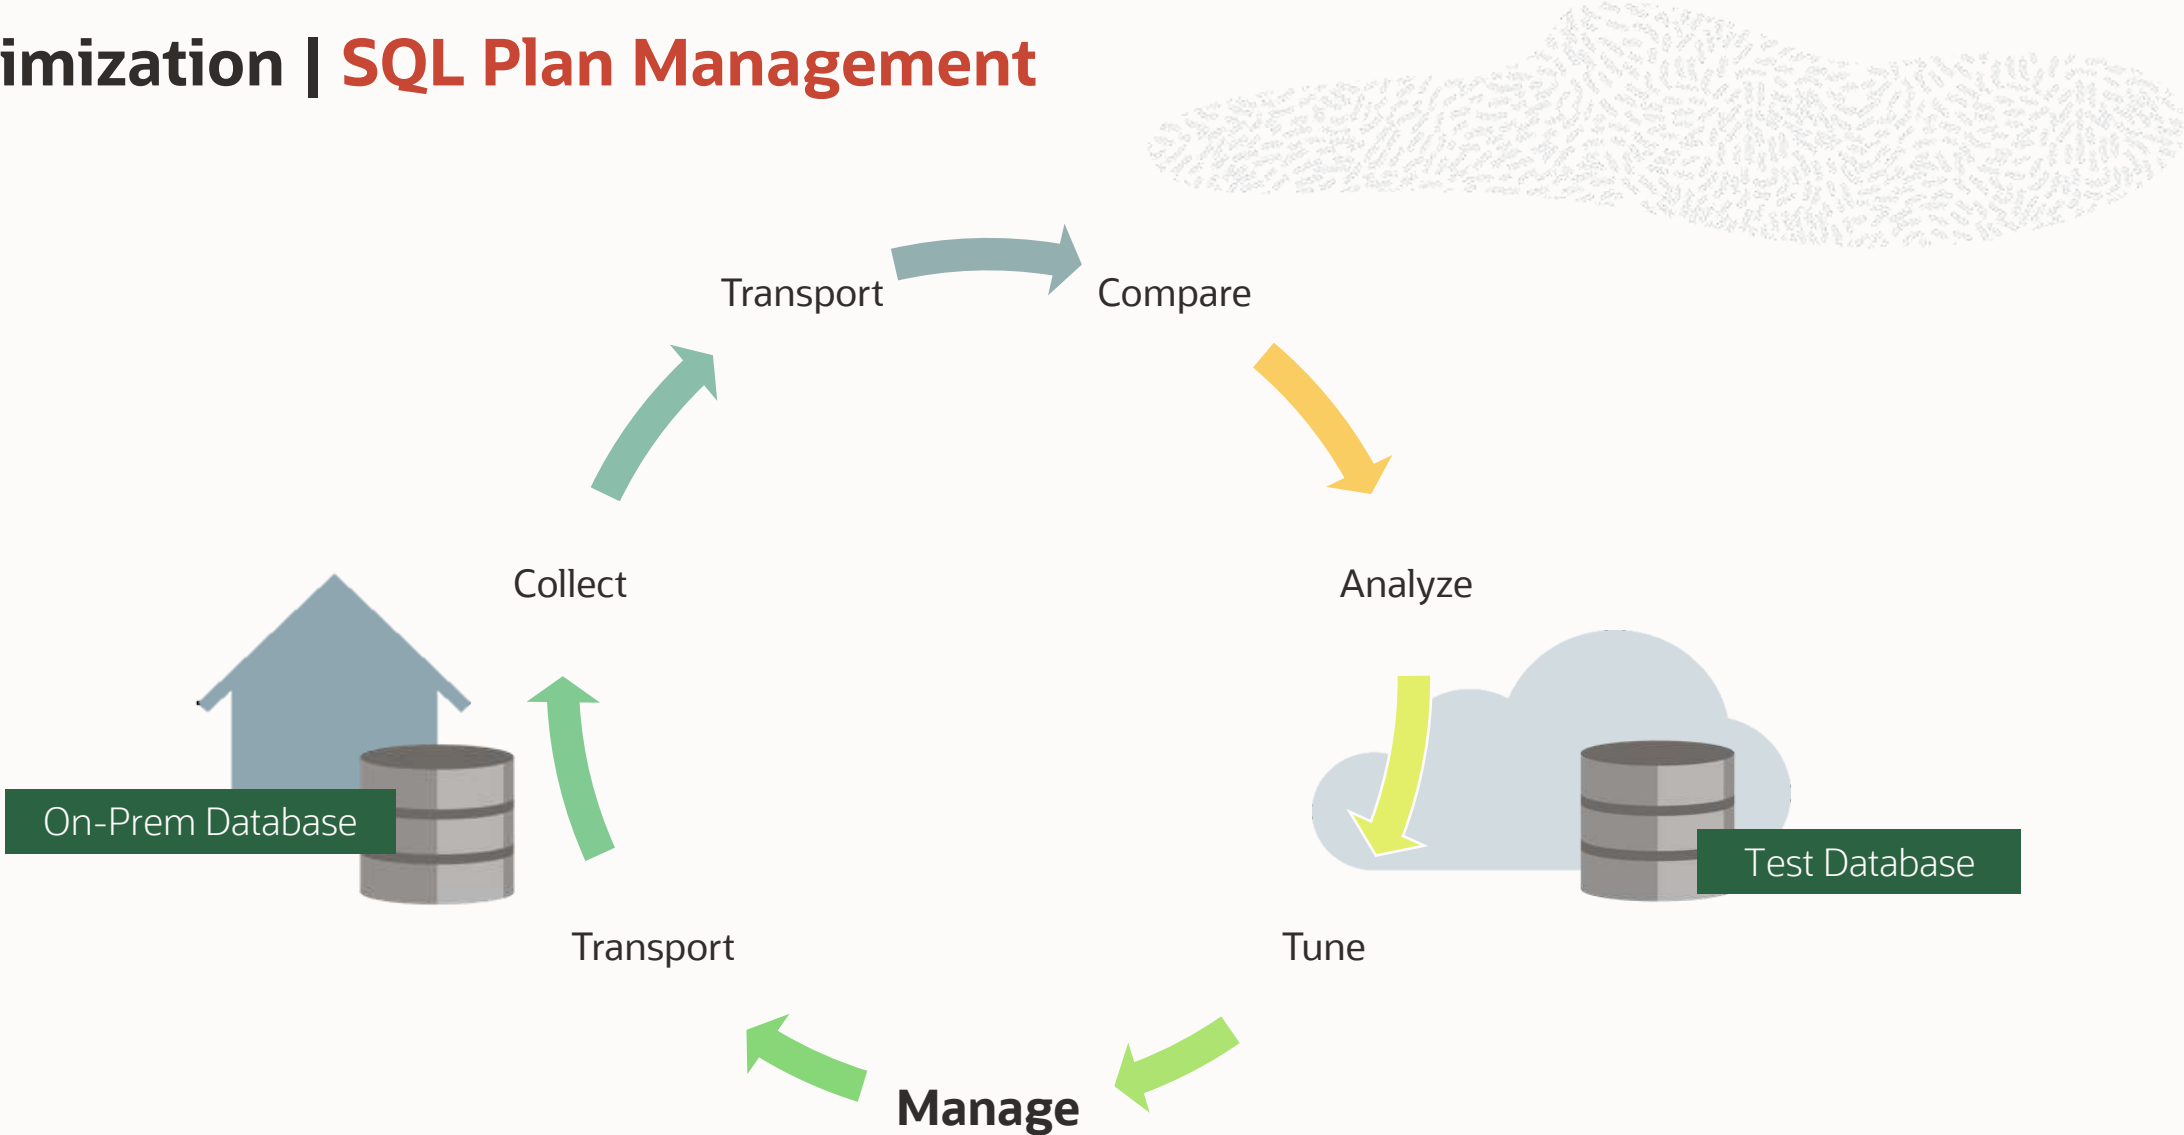 imization | SQL Plan Management
Transport
Compare
Collect
Analyze
On-Prem Database
Test Database
Transport
Tune
Manage